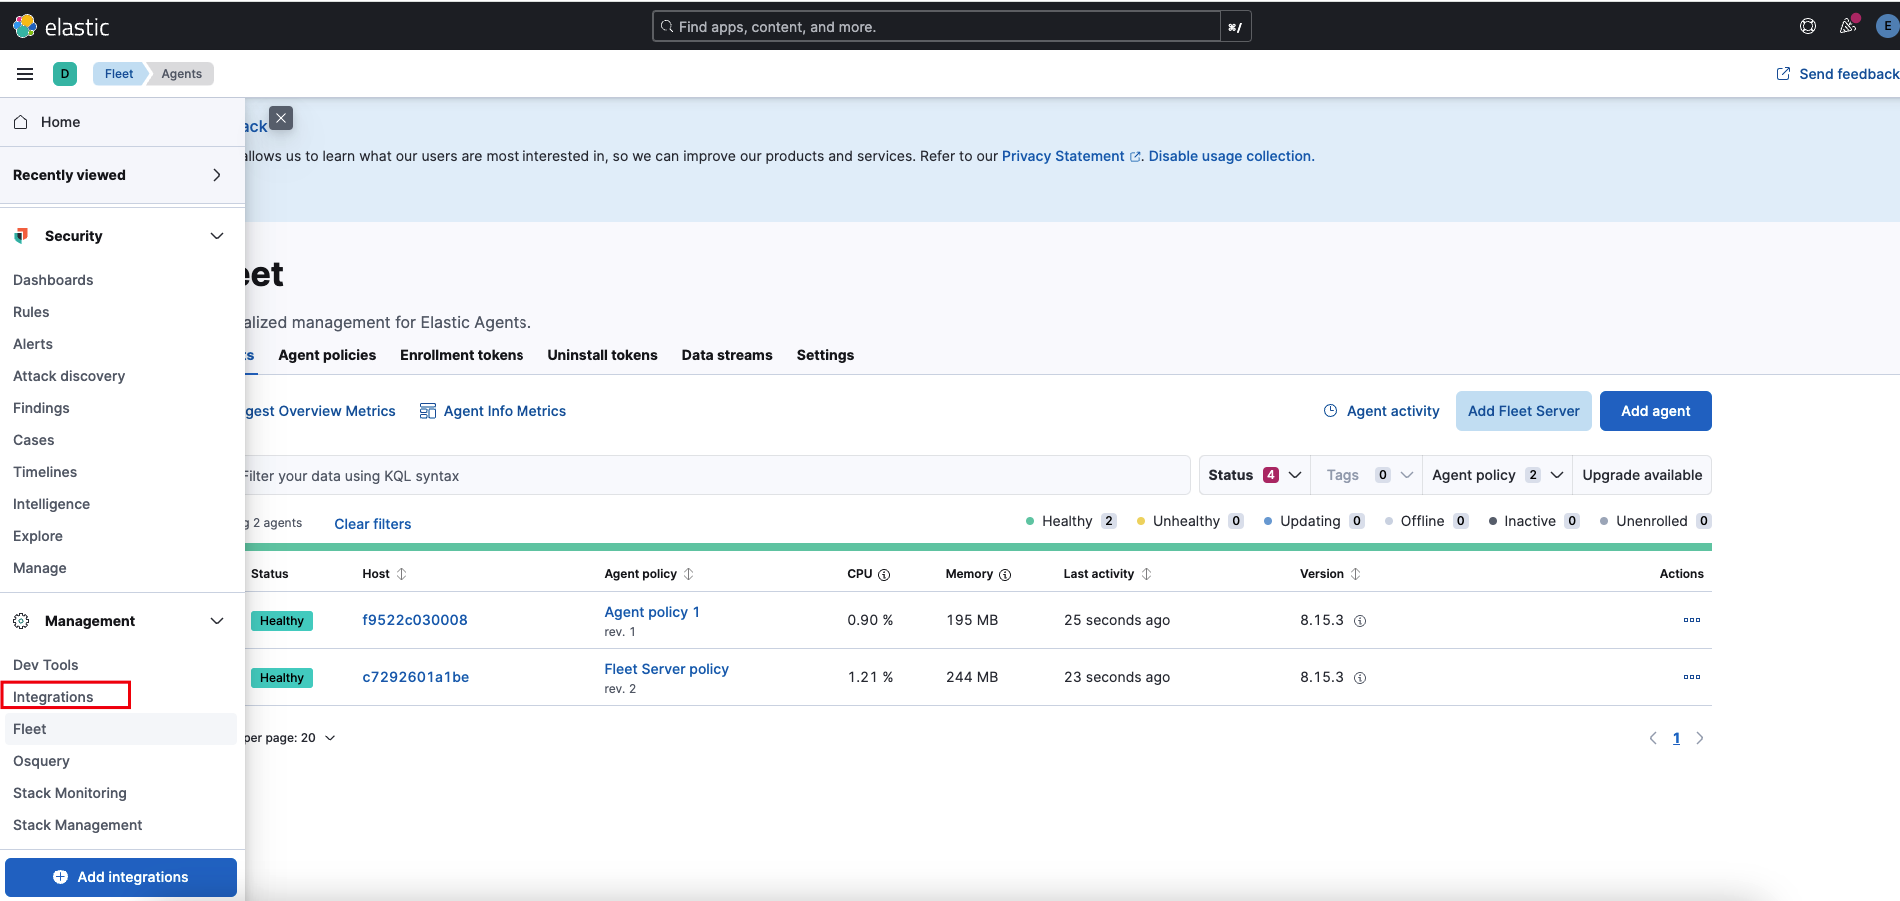 elastic
Find apps, content, and more.
⌘/
E
D
Fleet
Agents
Send feedback
Home
Recently viewed
Security
Dashboards
Rules
Alerts
Attack discovery
Findings
Cases
Timelines
Intelligence
Explore
Manage
Management
Dev Tools
Integrations
Fleet
Osquery
Stack Monitoring
Stack Management
Add integrations
ack
allows us to learn what our users are most interested in, so we can improve our products and services. Refer to our Privacy Statement . Disable usage collection.
eet
alized management for Elastic Agents.
ts Agent policies Enrollment tokens Uninstall tokens Data streams Settings
gest Overview Metrics Agent Info Metrics Agent activity Add Fleet Server Add agent
Filter your data using KQL syntax Status 4 Tags 0 Agent policy 2 Upgrade available
g 2 agents Clear filters Healthy 2 Unhealthy 0 Updating 0 Offline 0 Inactive 0 Unenrolled 0
Status Host Agent policy CPU Memory Last activity Version Actions
Healthy f9522c030008 Agent policy 1 0.90 % 195 MB 25 seconds ago 8.15.3
rev. 1
Healthy c7292601a1be Fleet Server policy 1.21 % 244 MB 23 seconds ago 8.15.3
rev. 2
per page: 20 1